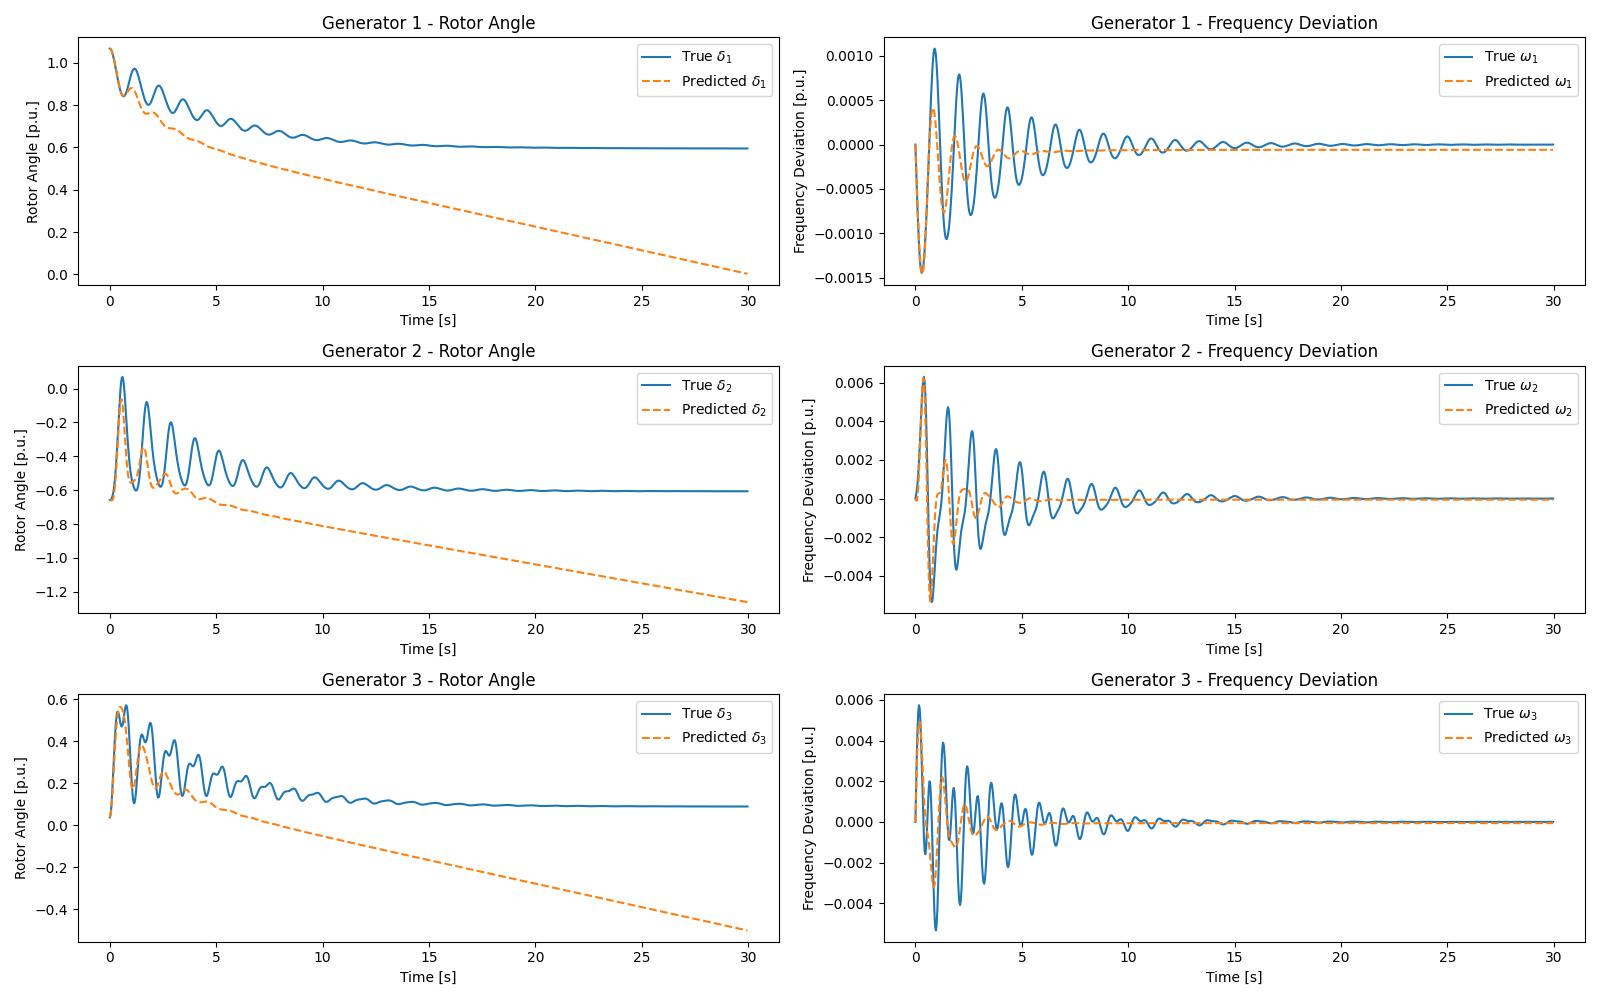 Generator 1 - Rotor Angle
Rotor Angle [p.u.]
1.0
0.8
0.6
0.4
0.2
0.0
True δ₁
Predicted δ₁
0 5 10 15 20 25 30
Time [s]
Generator 1 - Frequency Deviation
Frequency Deviation [p.u.]
0.0010
0.0005
0.0000
−0.0005
−0.0010
−0.0015
True ω₁
Predicted ω₁
0 5 10 15 20 25 30
Time [s]
Generator 2 - Rotor Angle
Rotor Angle [p.u.]
0.0
−0.2
−0.4
−0.6
−0.8
−1.0
−1.2
True δ₂
Predicted δ₂
0 5 10 15 20 25 30
Time [s]
Generator 2 - Frequency Deviation
Frequency Deviation [p.u.]
0.006
0.004
0.002
0.000
−0.002
−0.004
True ω₂
Predicted ω₂
0 5 10 15 20 25 30
Time [s]
Generator 3 - Rotor Angle
Rotor Angle [p.u.]
0.6
0.4
0.2
0.0
−0.2
−0.4
True δ₃
Predicted δ₃
0 5 10 15 20 25 30
Time [s]
Generator 3 - Frequency Deviation
Frequency Deviation [p.u.]
0.006
0.004
0.002
0.000
−0.002
−0.004
True ω₃
Predicted ω₃
0 5 10 15 20 25 30
Time [s]